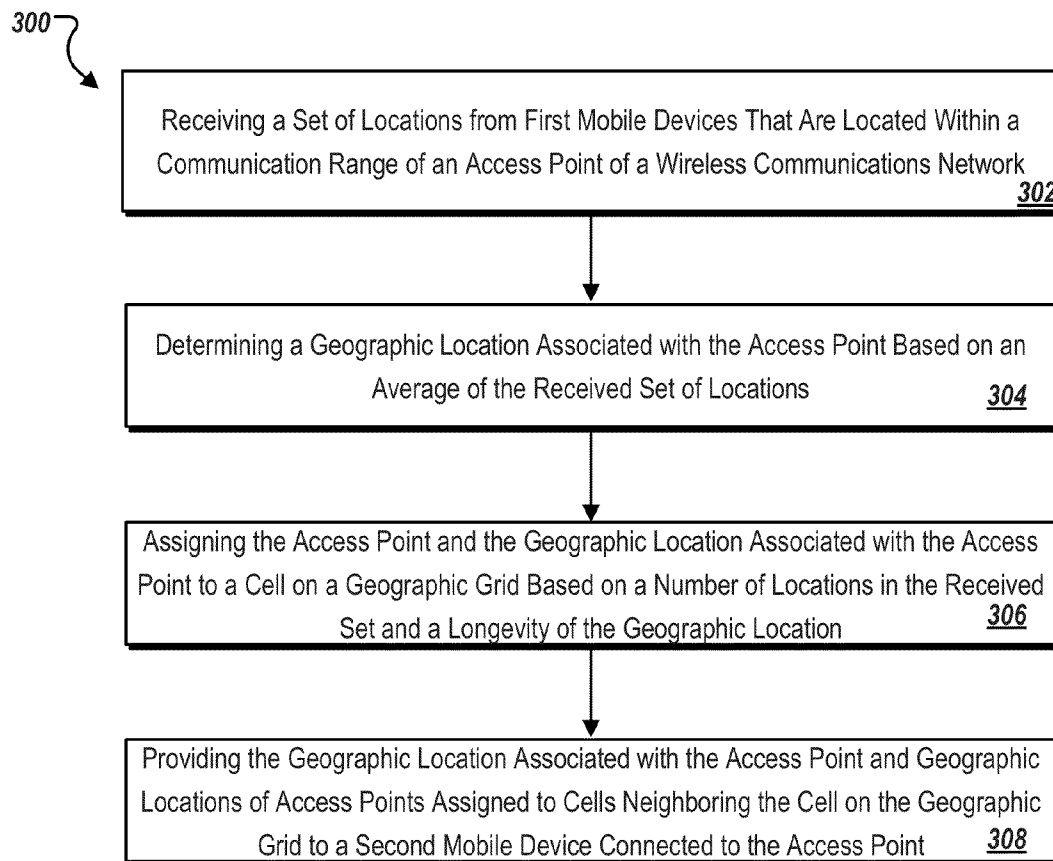 300
Receiving a Set of Locations from First Mobile Devices That Are Located Within a
Communication Range of an Access Point of a Wireless Communications Network
302
Determining a Geographic Location Associated with the Access Point Based on an
Average of the Received Set of Locations
304
Assigning the Access Point and the Geographic Location Associated with the Access
Point to a Cell on a Geographic Grid Based on a Number of Locations in the Received
Set and a Longevity of the Geographic Location
306
Providing the Geographic Location Associated with the Access Point and Geographic
Locations of Access Points Assigned to Cells Neighboring the Cell on the Geographic
Grid to a Second Mobile Device Connected to the Access Point
308